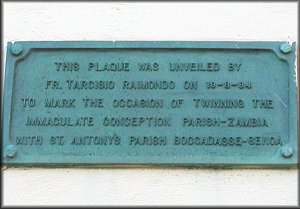 THIS PLAQUE WAS UNVEILED BY
FR. TARCISIO RAIMONDO ON 18-8-84
TO MARK THE OCCASION OF TWINNING THE
IMMACULATE CONCEPTION PARISH-ZAMBIA
WITH ST. ANTONY'S PARISH BOCCADASSE-GENOA